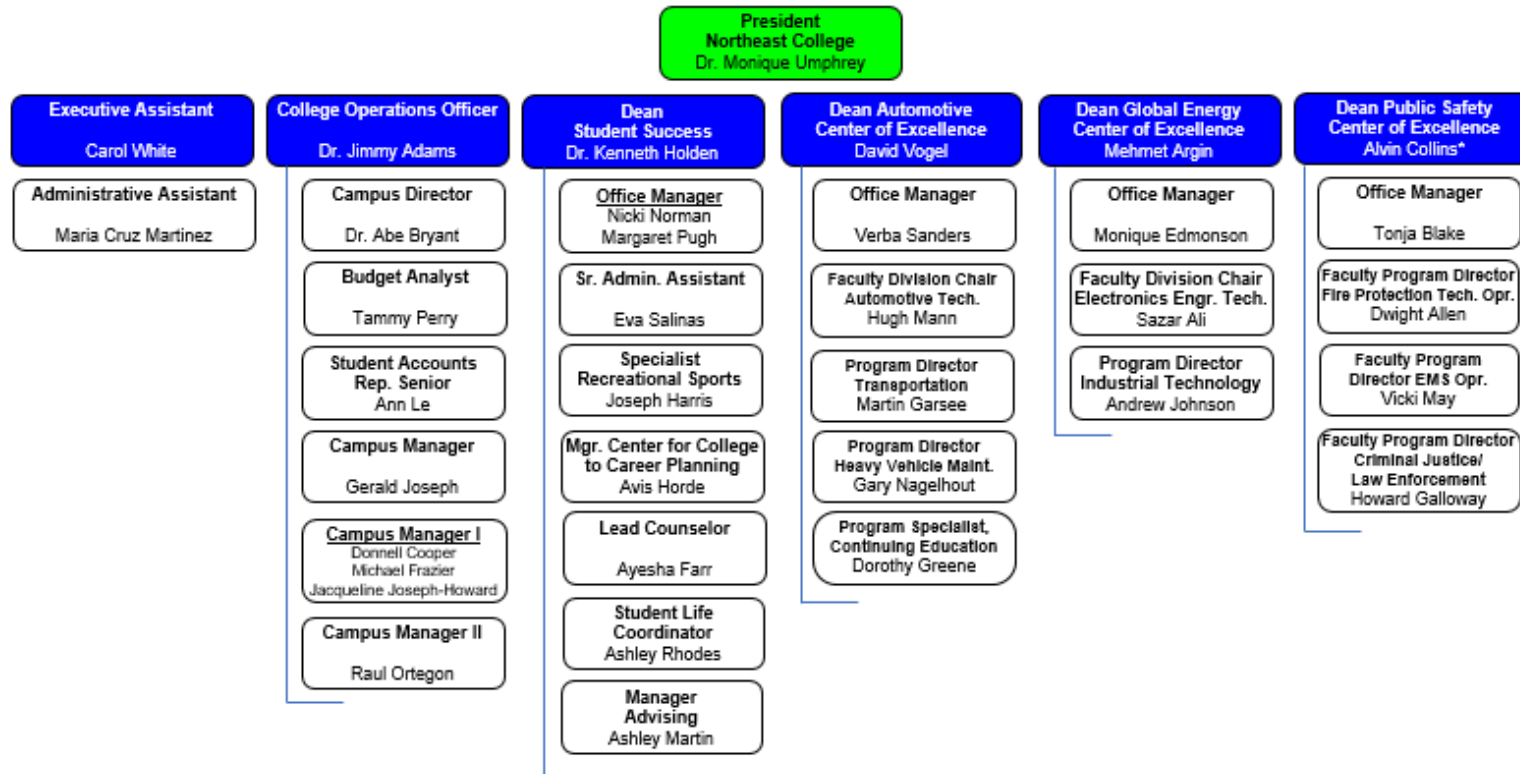 President
Northeast College
Dr. Monique Umphrey
Executive Assistant
Carol White
Administrative Assistant
Maria Cruz Martinez
College Operations Officer
Dr. Jimmy Adams
Campus Director
Dr. Abe Bryant
Budget Analyst
Tammy Perry
Student Accounts
Rep. Senior
Ann Le
Campus Manager
Gerald Joseph
Campus Manager I
Donnell Cooper
Michael Frazier
Jacqueline Joseph-Howard
Campus Manager II
Raul Ortegon
Dean
Student Success
Dr. Kenneth Holden
Office Manager
Nicki Norman
Margaret Pugh
Sr. Admin. Assistant
Eva Salinas
Specialist
Recreational Sports
Joseph Harris
Mgr. Center for College
to Career Planning
Avis Horde
Lead Counselor
Ayesha Farr
Student Life
Coordinator
Ashley Rhodes
Manager
Advising
Ashley Martin
Dean Automotive
Center of Excellence
David Vogel
Office Manager
Verba Sanders
Faculty Division Chair
Automotive Tech.
Hugh Mann
Program Director
Transportation
Martin Garsee
Program Director
Heavy Vehicle Maint.
Gary Nagelhout
Program Specialist,
Continuing Education
Dorothy Greene
Dean Global Energy
Center of Excellence
Mehmet Argin
Office Manager
Monique Edmonson
Faculty Division Chair
Electronics Engr. Tech.
Sazar Ali
Program Director
Industrial Technology
Andrew Johnson
Dean Public Safety
Center of Excellence
Alvin Collins*
Office Manager
Tonja Blake
Faculty Program Director
Fire Protection Tech. Opr.
Dwight Allen
Faculty Program
Director EMS Opr.
Vicki May
Faculty Program Director
Criminal Justice/
Law Enforcement
Howard Galloway